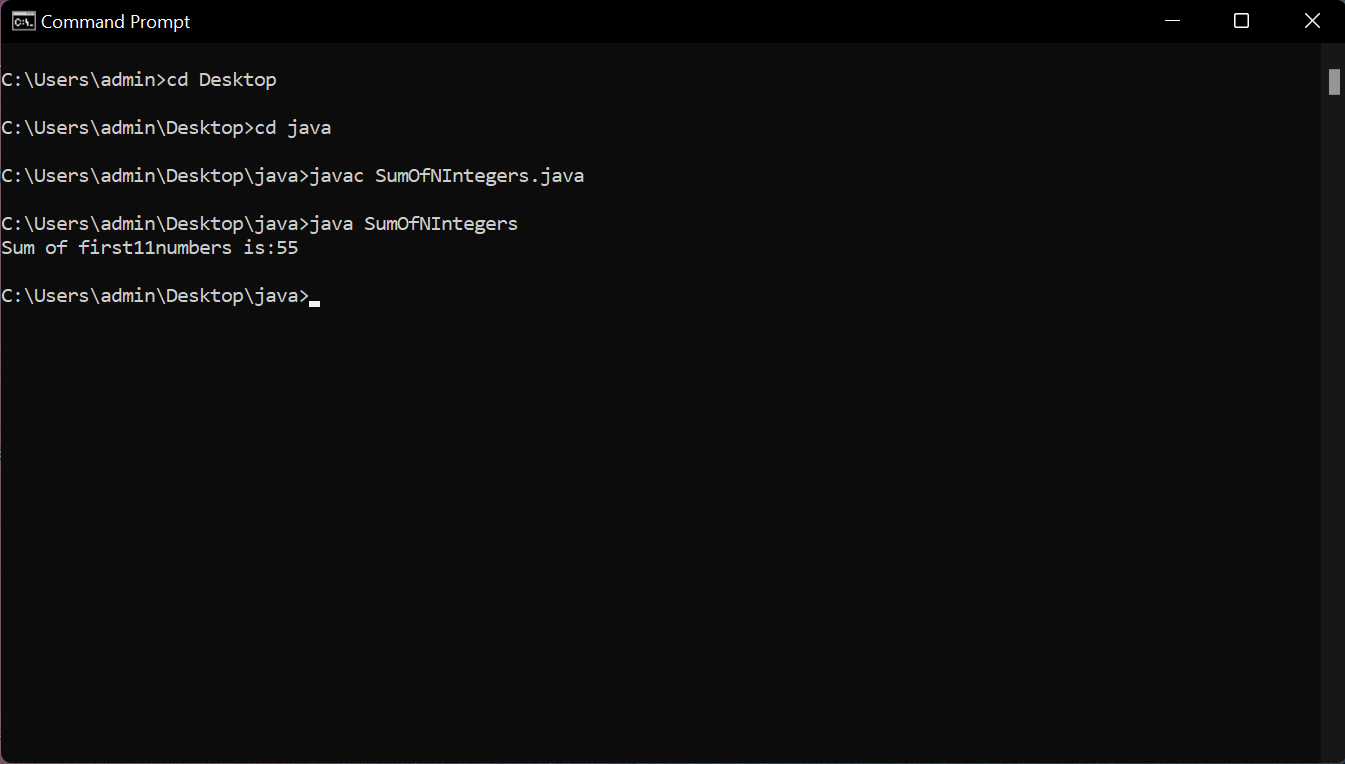 Command Prompt
C:\Users\admin>cd Desktop
C:\Users\admin\Desktop>cd java
C:\Users\admin\Desktop\java>javac SumOfNIntegers.java
C:\Users\admin\Desktop\java>java SumOfNIntegers
Sum of first11numbers is:55
C:\Users\admin\Desktop\java>